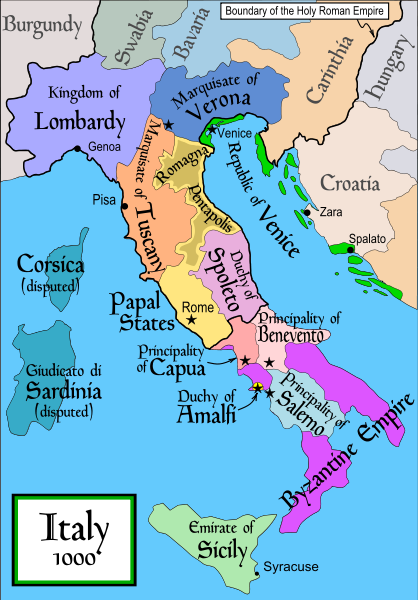 Boundary of the Holy Roman Empire
Burgundy
Swabia
Bavaria
Carinthia
Hungary
Kingdom of
Lombardy
Marquisate of
Verona
Genoa
Venice
Romagna
Republic of Venice
Croatia
Marquisate of Tuscany
Pentapolis
Pisa
Zara
Spalato
Corsica
(disputed)
Duchy of
Spoleto
Papal
States
Rome
Principality of
Benevento
Giudicato di
Sardinia
(disputed)
Principality
of Capua
Duchy of
Amalfi
Principality of
Salerno
Byzantine Empire
Italy
1000
Emirate of
Sicily
Syracuse